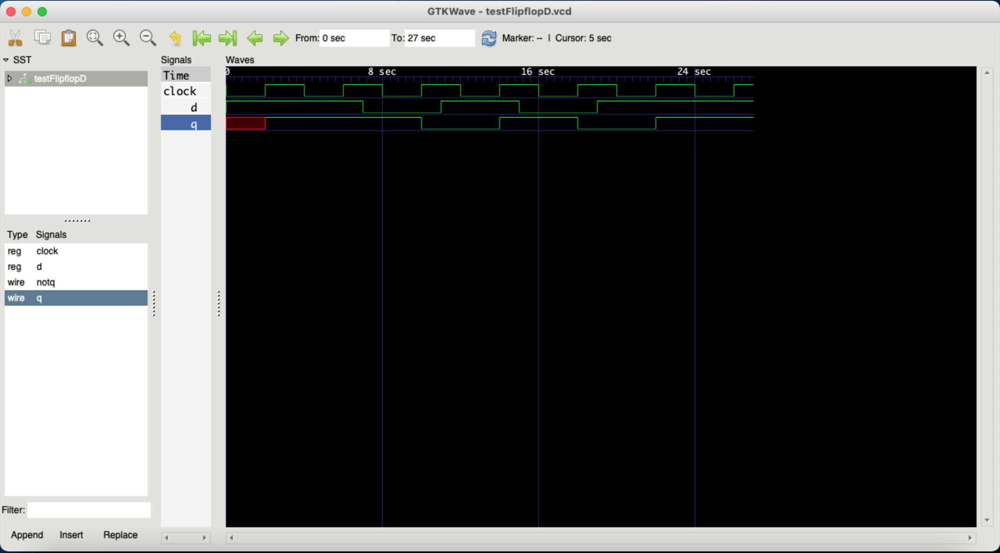 GTKWave - testFlipflopD.vcd
From: 0 sec To: 27 sec Marker: -- | Cursor: 5 sec
SST
testFlipflopD
Type Signals
reg clock
reg d
wire notq
wire q
Filter:
Append Insert Replace
Signals
Time
clock
d
q
Waves
0 8 sec 16 sec 24 sec